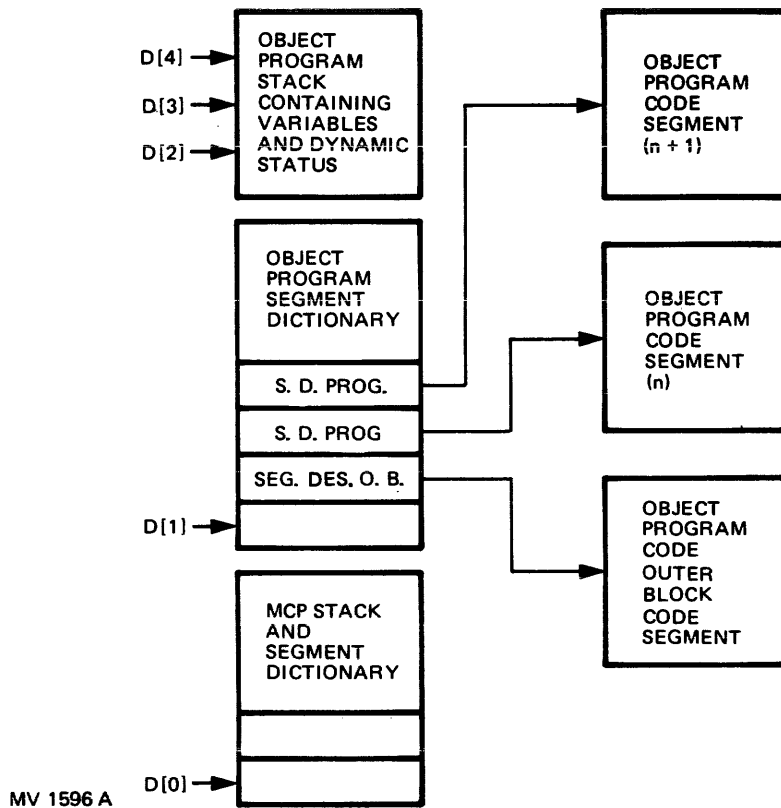 D[4]
D[3]
D[2]
OBJECT
PROGRAM
STACK
CONTAINING
VARIABLES
AND DYNAMIC
STATUS
OBJECT
PROGRAM
CODE
SEGMENT
(n + 1)
OBJECT
PROGRAM
SEGMENT
DICTIONARY
S. D. PROG.
S. D. PROG
SEG. DES. O. B.
D[1]
OBJECT
PROGRAM
CODE
SEGMENT
(n)
OBJECT
PROGRAM
CODE
OUTER
BLOCK
CODE
SEGMENT
MCP STACK
AND
SEGMENT
DICTIONARY
D[0]
MV 1596 A